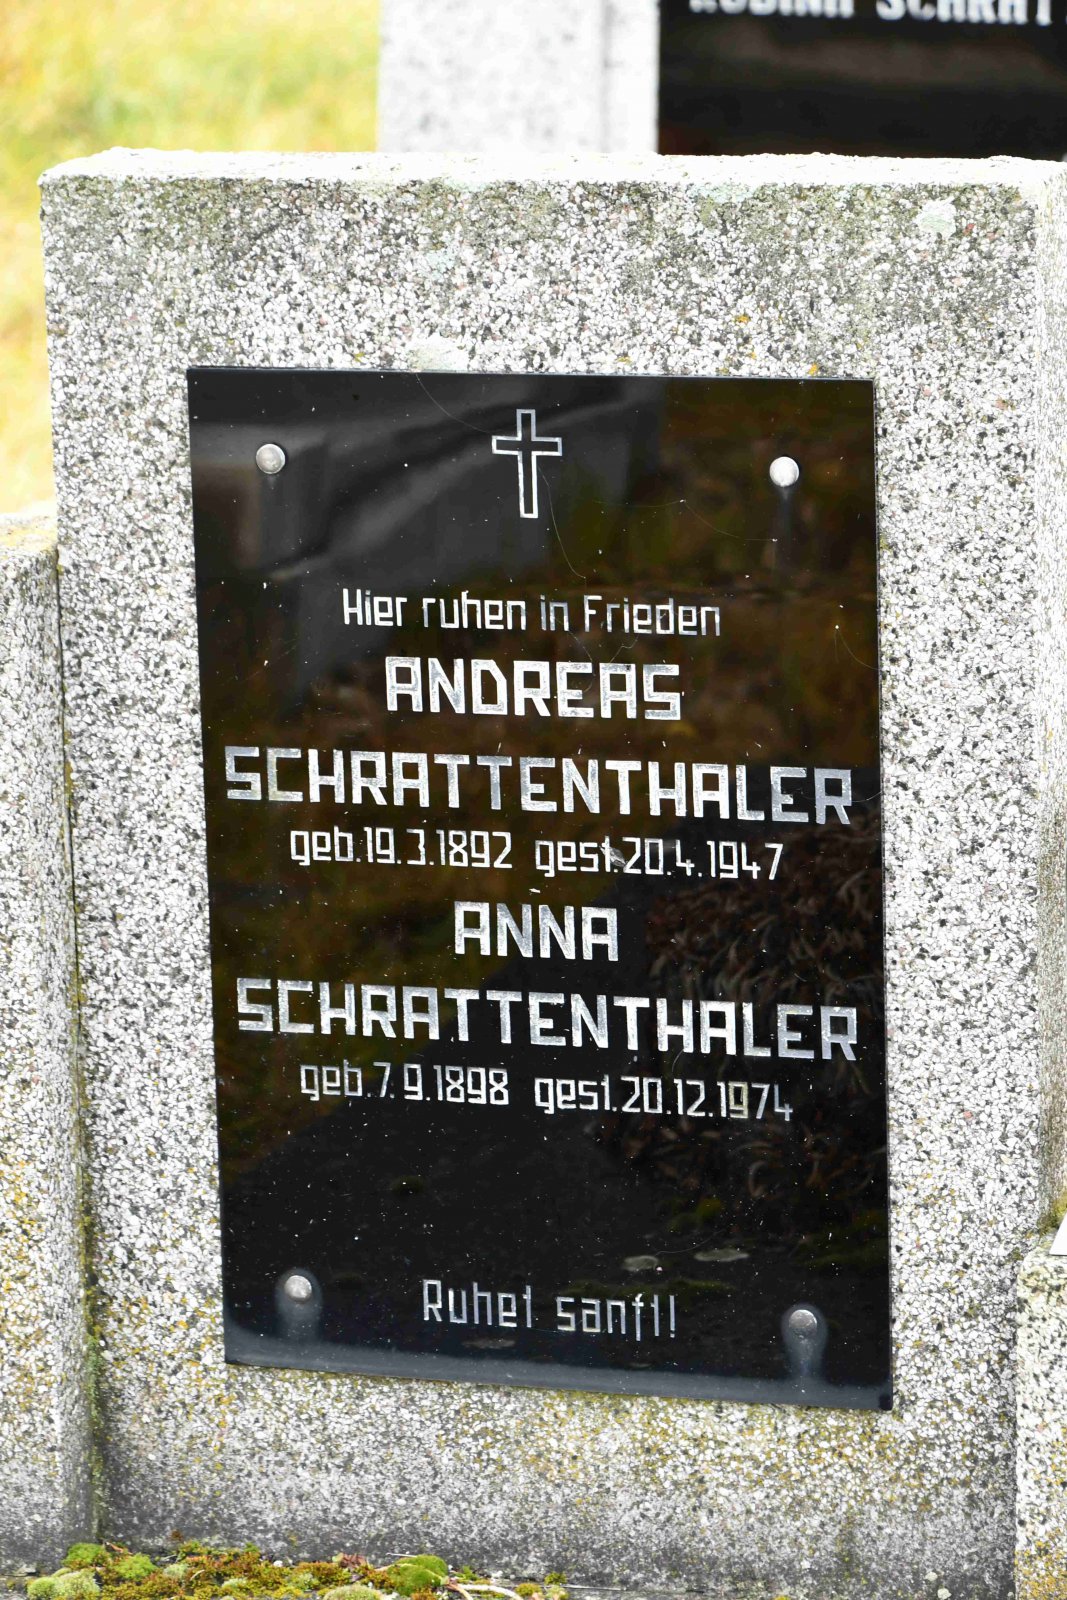 Hier ruhen in Frieden
ANDREAS
SCHRATTENTHALER
geb.19.3.1892 gest.20.4.1947
ANNA
SCHRATTENTHALER
geb.7.9.1898 gest.20.12.1974
Ruhet sanft!